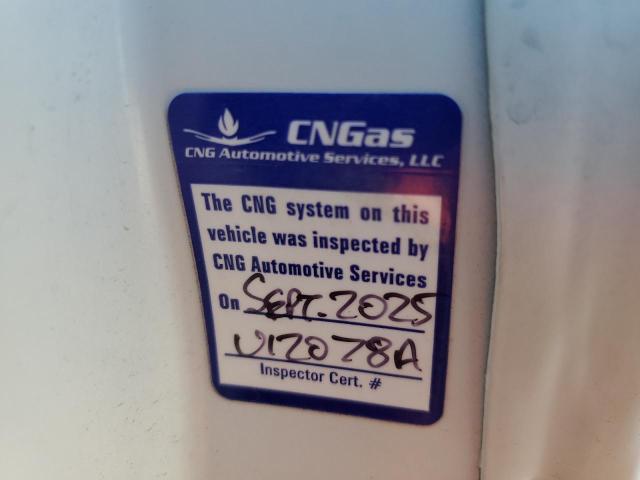 CNGas
CNG Automotive Services, LLC
The CNG system on this
vehicle was inspected by
CNG Automotive Services
On SEPT. 2025
U12078A
Inspector Cert. #